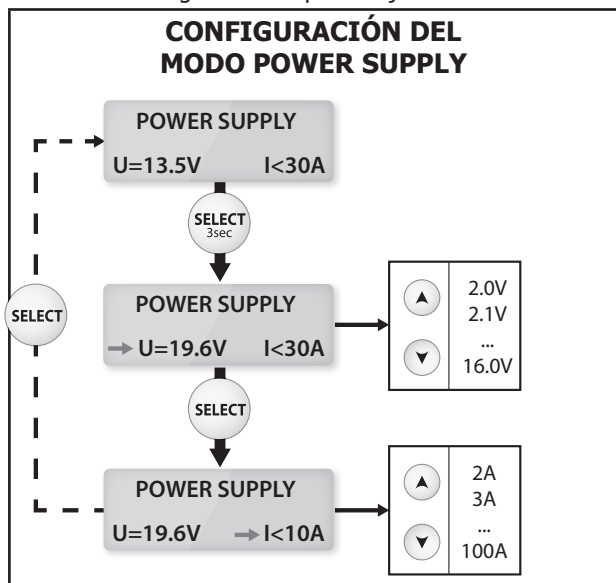 CONFIGURACIÓN DEL
MODO POWER SUPPLY
POWER SUPPLY
U=13.5V I<30A
SELECT
3sec
POWER SUPPLY
U=19.6V I<30A
2.0V
2.1V
...
16.0V
SELECT
SELECT
POWER SUPPLY
U=19.6V I<10A
2A
3A
...
100A